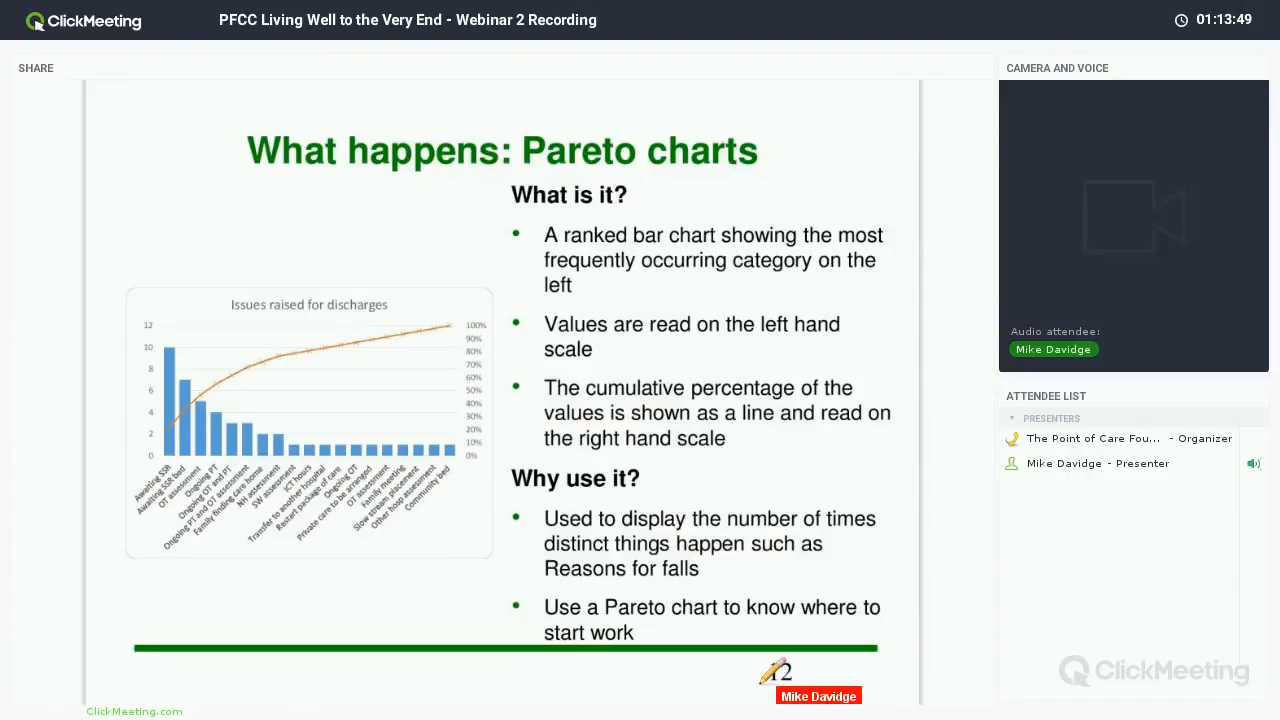 ClickMeeting
PFCC Living Well to the Very End - Webinar 2 Recording
01:13:49
SHARE
What happens: Pareto charts
What is it?
• A ranked bar chart showing the most
frequently occurring category on the
left
• Values are read on the left hand
scale
• The cumulative percentage of the
values is shown as a line and read on
the right hand scale
Why use it?
• Used to display the number of times
distinct things happen such as
Reasons for falls
• Use a Pareto chart to know where to
start work
Issues raised for discharges
12
10
8
6
4
2
0
100%
90%
80%
70%
60%
50%
40%
30%
20%
10%
0%
Awaiting SSR
Awaiting SSR bed
OT assessment
Ongoing PT
Ongoing OT and PT
Ongoing PT and OT assessment
Family finding care home
NH assessment
SW assessment
ICT hours
Transfer to another hospital
Restart package of care
Ongoing OT
Private care to be arranged
OT assessment
Family meeting
Slow stream placement
Other hosp assessment
Community bed
12
Mike Davidge
ClickMeeting.com
CAMERA AND VOICE
Audio attendee:
Mike Davidge
ATTENDEE LIST
PRESENTERS
The Point of Care Fou... - Organizer
Mike Davidge - Presenter
ClickMeeting